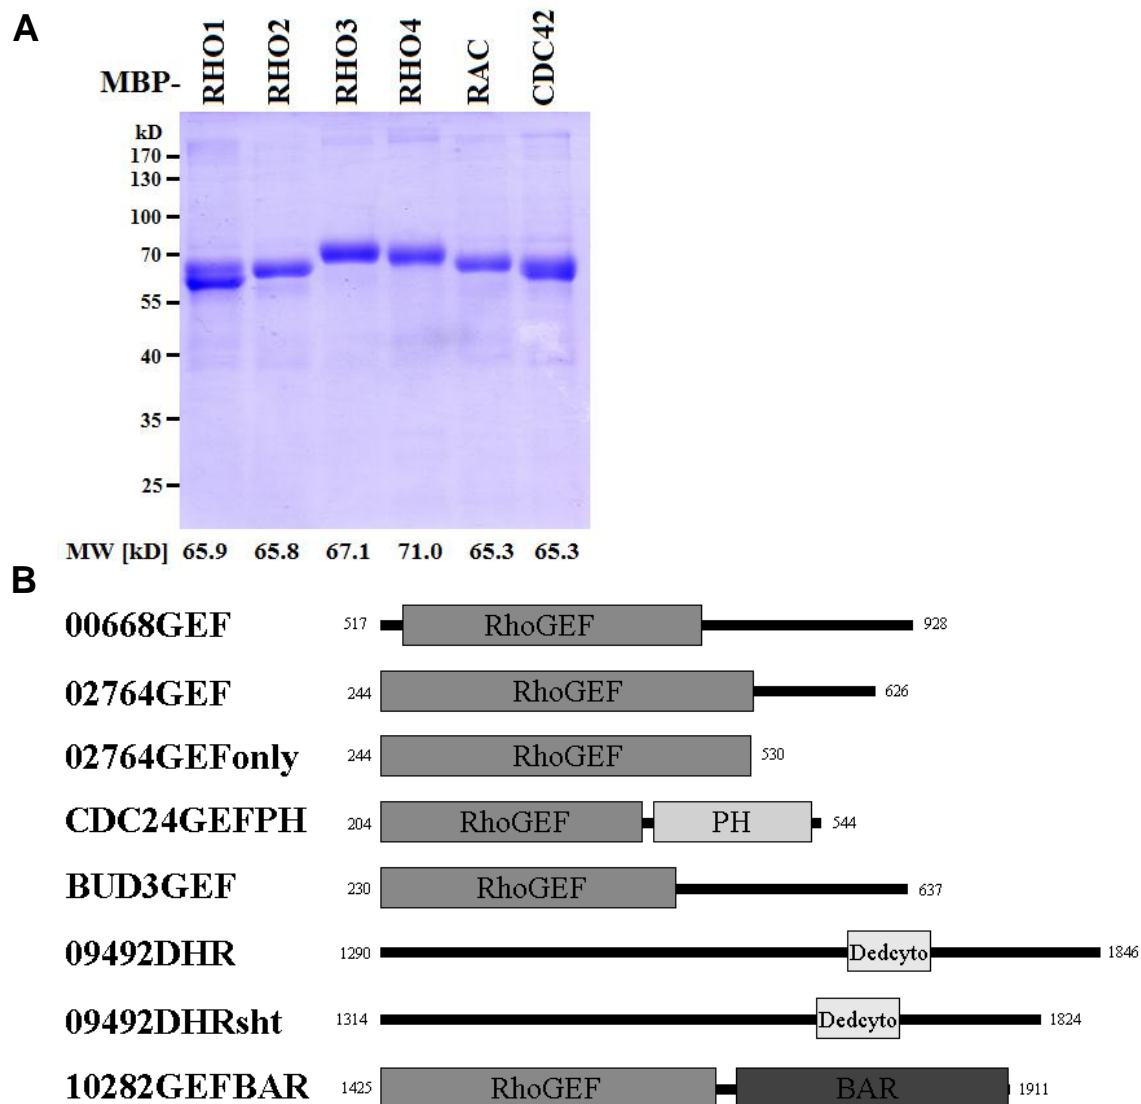 A
MBP- RHO1 RHO2 RHO3 RHO4 RAC CDC42
kD
170
130
100
70
55
40
35
25
MW [kD] 65.9 65.8 67.1 71.0 65.3 65.3
B
00668GEF 517 RhoGEF 928
02764GEF 244 RhoGEF 626
02764GEFonly 244 RhoGEF 530
CDC24GEFPH 204 RhoGEF PH 544
BUD3GEF 230 RhoGEF 637
09492DHR 1290 Dedcyto 1846
09492DHRsht 1314 Dedcyto 1824
10282GEFBAR 1425 RhoGEF BAR 1911